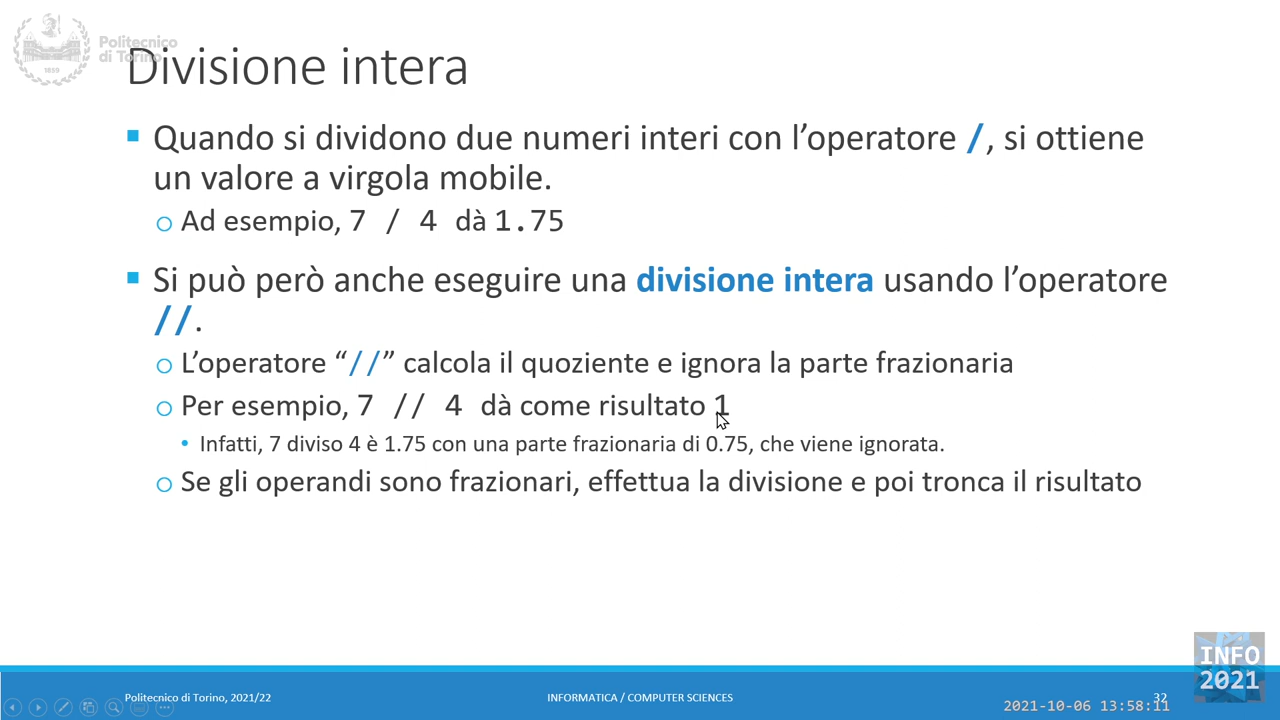 Politecnico
di Torino
1859
Divisione intera
▪ Quando si dividono due numeri interi con l’operatore /, si ottiene
un valore a virgola mobile.
o Ad esempio, 7 / 4 dà 1.75
▪ Si può però anche eseguire una divisione intera usando l’operatore
//.
o L’operatore “//” calcola il quoziente e ignora la parte frazionaria
o Per esempio, 7 // 4 dà come risultato 1
• Infatti, 7 diviso 4 è 1.75 con una parte frazionaria di 0.75, che viene ignorata.
o Se gli operandi sono frazionari, effettua la divisione e poi tronca il risultato
INFO
2021
Politecnico di Torino, 2021/22
INFORMATICA / COMPUTER SCIENCES
32
2021-10-06 13:58:11